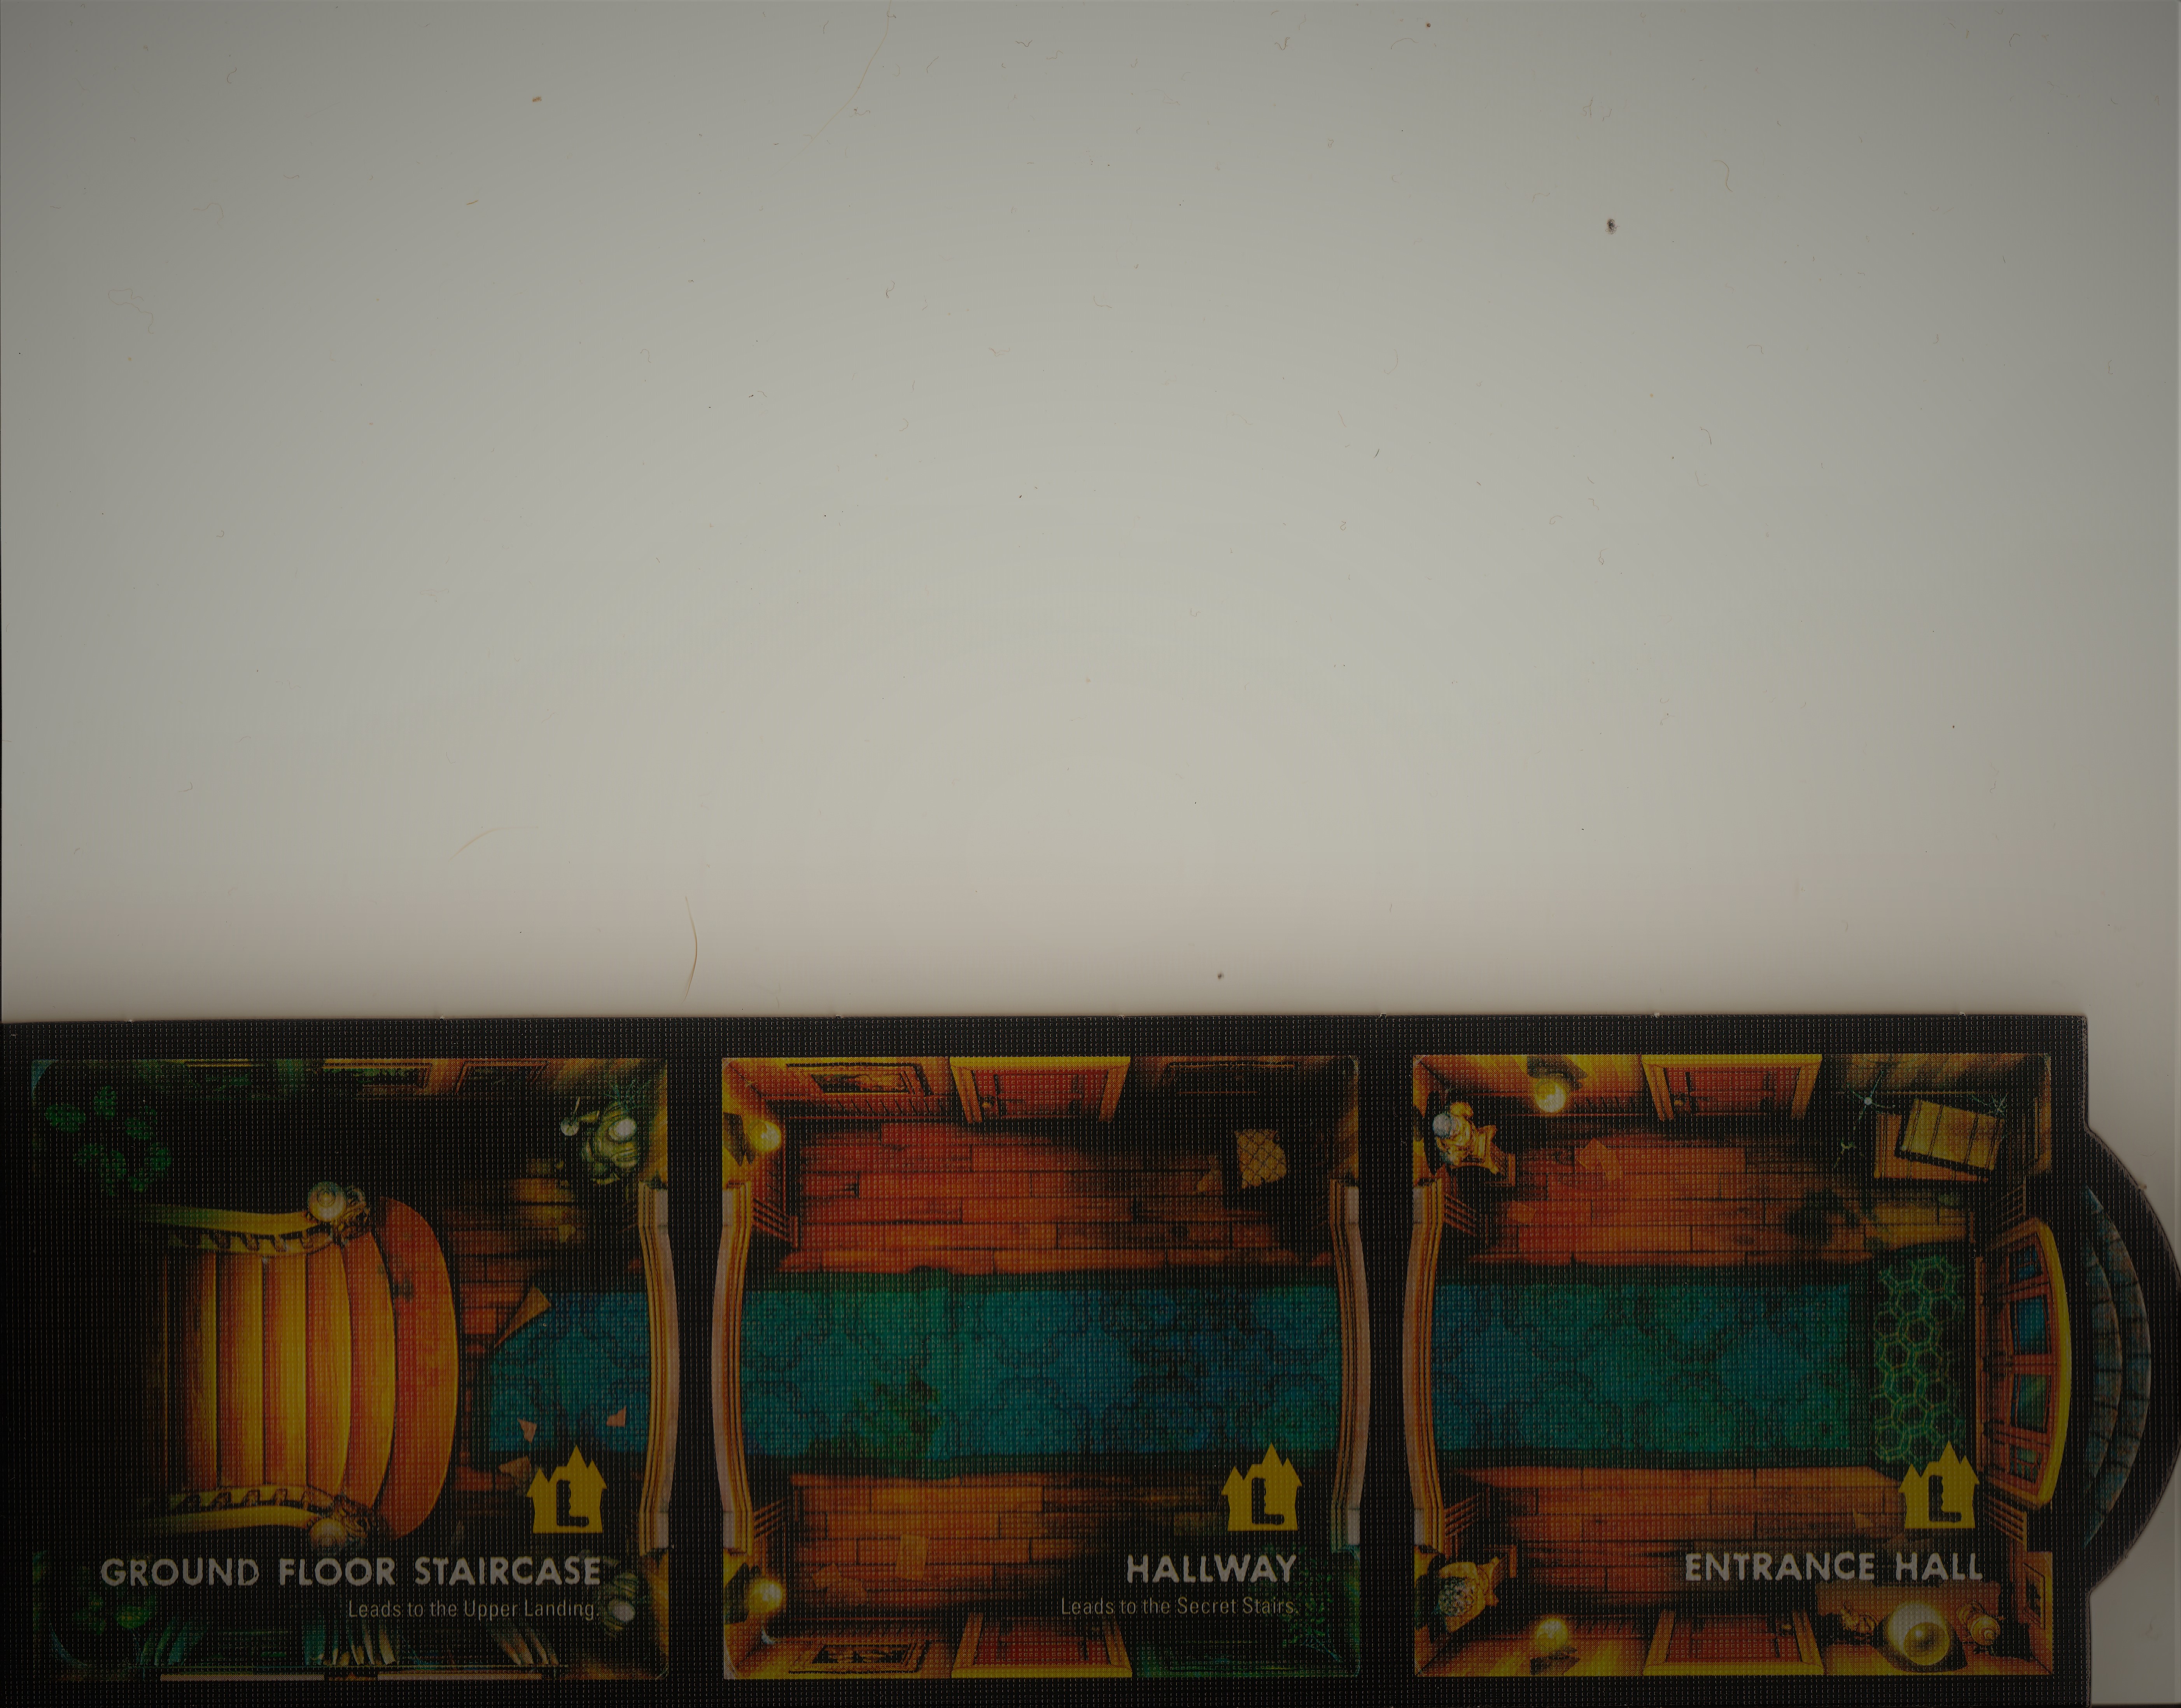 GROUND FLOOR STAIRCASE
Leads to the Upper Landing.
HALLWAY
Leads to the Secret Stairs.
ENTRANCE HALL